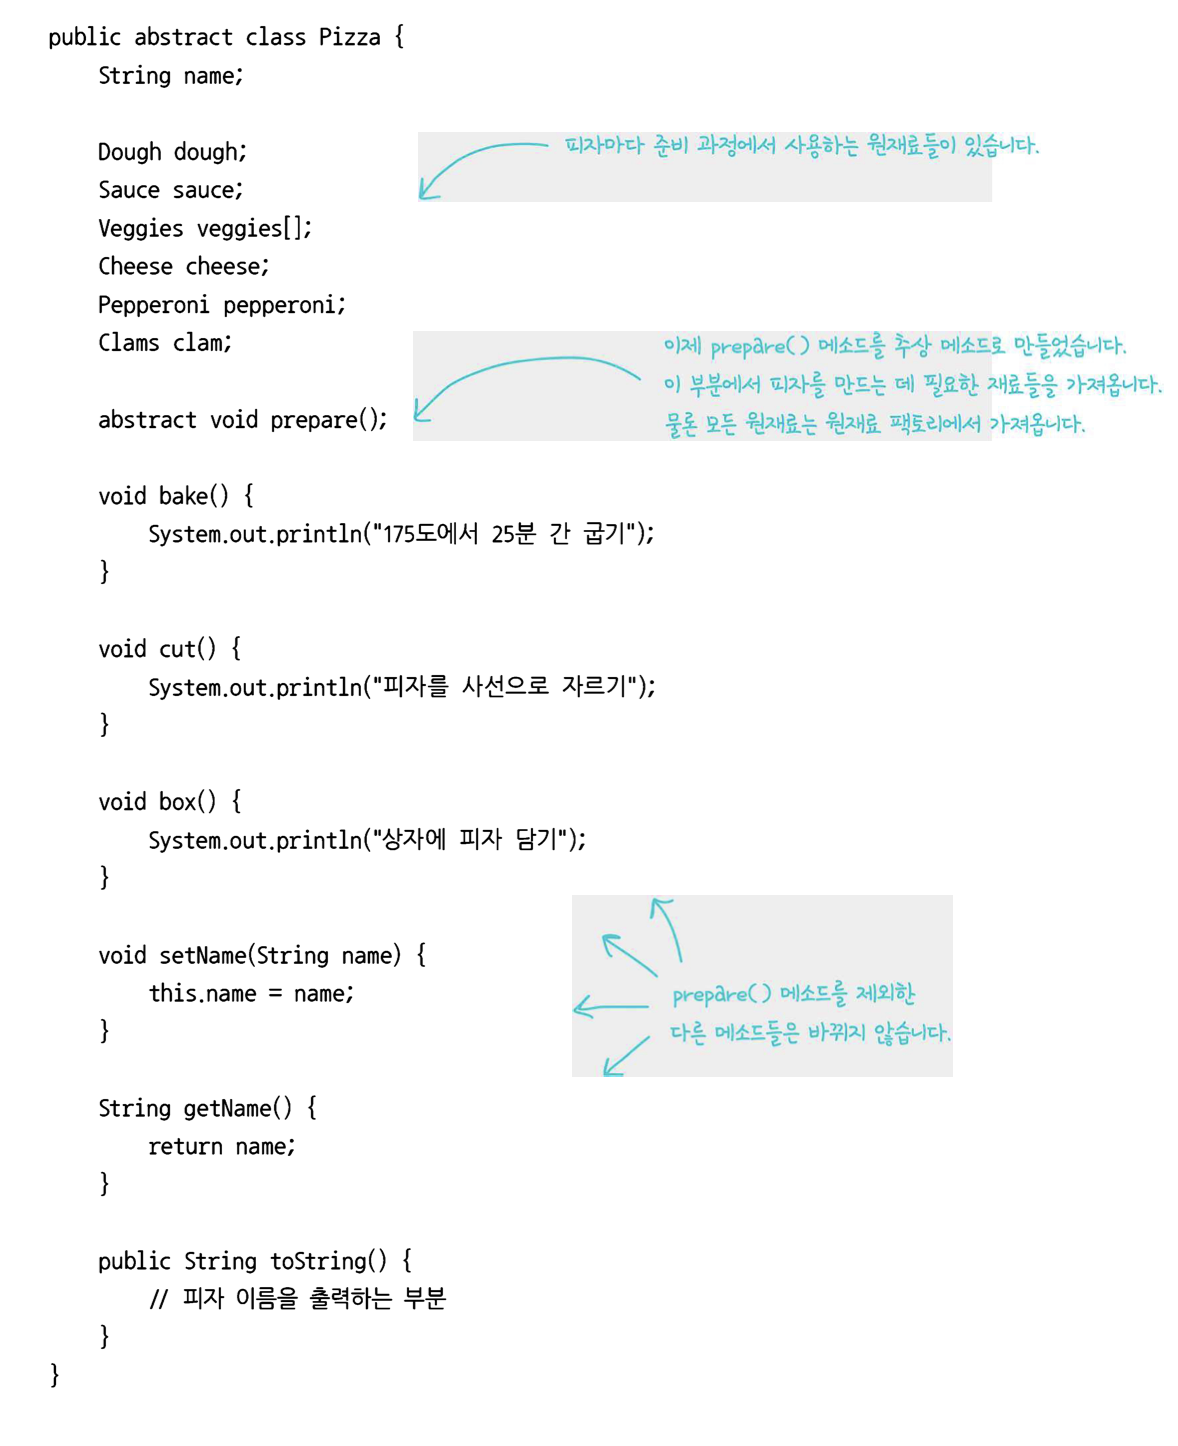 public abstract class Pizza {
String name;
Dough dough;
피자마다 준비 과정에서 사용하는 원재료들이 있습니다.
Sauce sauce;
Veggies veggies[];
Cheese cheese;
Pepperoni pepperoni;
Clams clam;
이제 prepare() 메소드를 추상 메소드로 만들었습니다.
이 부분에서 피자를 만드는 데 필요한 재료들을 가져옵니다.
물론 모든 원재료는 원재료 팩토리에서 가져옵니다.
abstract void prepare();
void bake() {
System.out.println("175도에서 25분 간 굽기");
}
void cut() {
System.out.println("피자를 사선으로 자르기");
}
void box() {
System.out.println("상자에 피자 담기");
}
void setName(String name) {
this.name = name;
}
prepare() 메소드를 제외한
다른 메소드들은 바뀌지 않습니다.
String getName() {
return name;
}
public String toString() {
// 피자 이름을 출력하는 부분
}
}